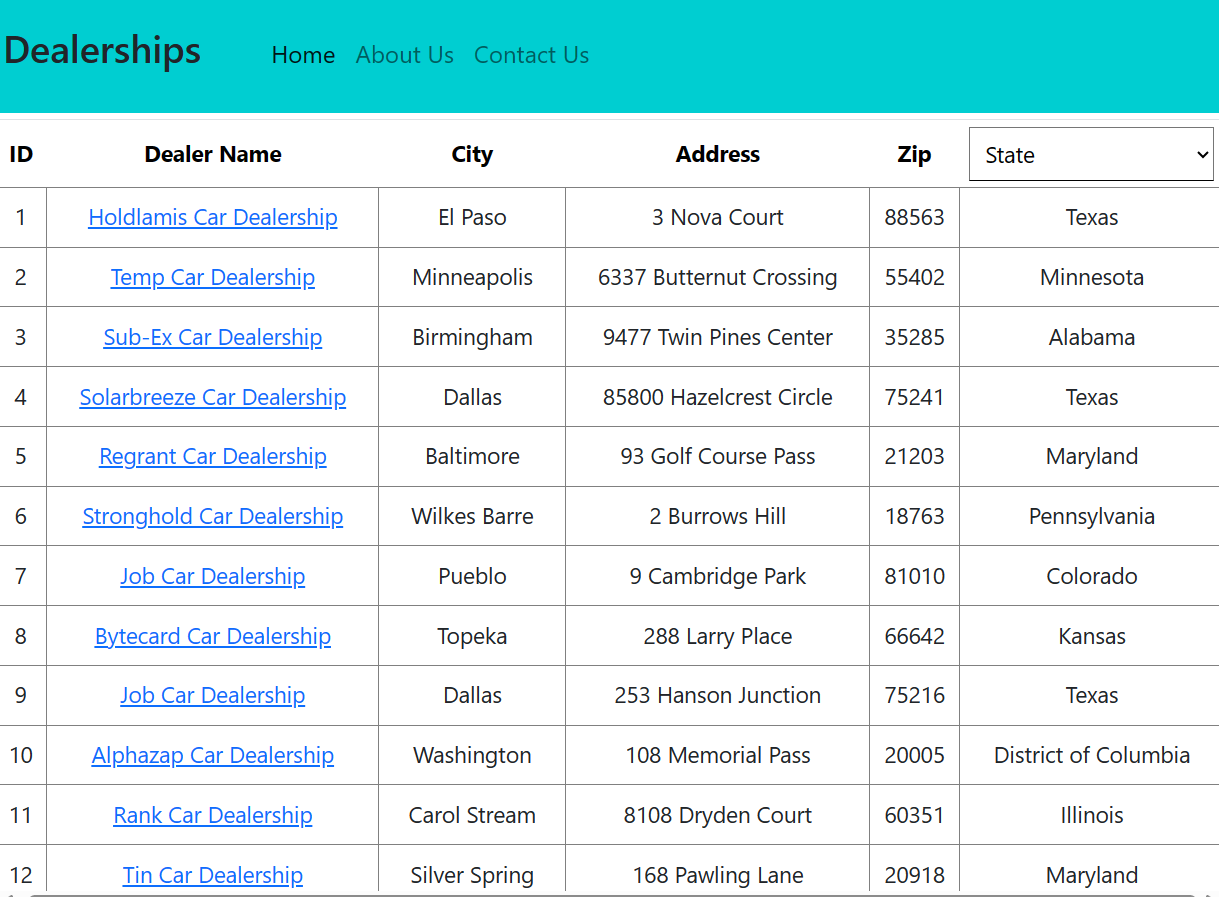 Dealerships Home About Us Contact Us
ID Dealer Name City Address Zip State
1 Holdlamis Car Dealership El Paso 3 Nova Court 88563 Texas
2 Temp Car Dealership Minneapolis 6337 Butternut Crossing 55402 Minnesota
3 Sub-Ex Car Dealership Birmingham 9477 Twin Pines Center 35285 Alabama
4 Solarbreeze Car Dealership Dallas 85800 Hazelcrest Circle 75241 Texas
5 Regrant Car Dealership Baltimore 93 Golf Course Pass 21203 Maryland
6 Stronghold Car Dealership Wilkes Barre 2 Burrows Hill 18763 Pennsylvania
7 Job Car Dealership Pueblo 9 Cambridge Park 81010 Colorado
8 Bytecard Car Dealership Topeka 288 Larry Place 66642 Kansas
9 Job Car Dealership Dallas 253 Hanson Junction 75216 Texas
10 Alphazap Car Dealership Washington 108 Memorial Pass 20005 District of Columbia
11 Rank Car Dealership Carol Stream 8108 Dryden Court 60351 Illinois
12 Tin Car Dealership Silver Spring 168 Pawling Lane 20918 Maryland